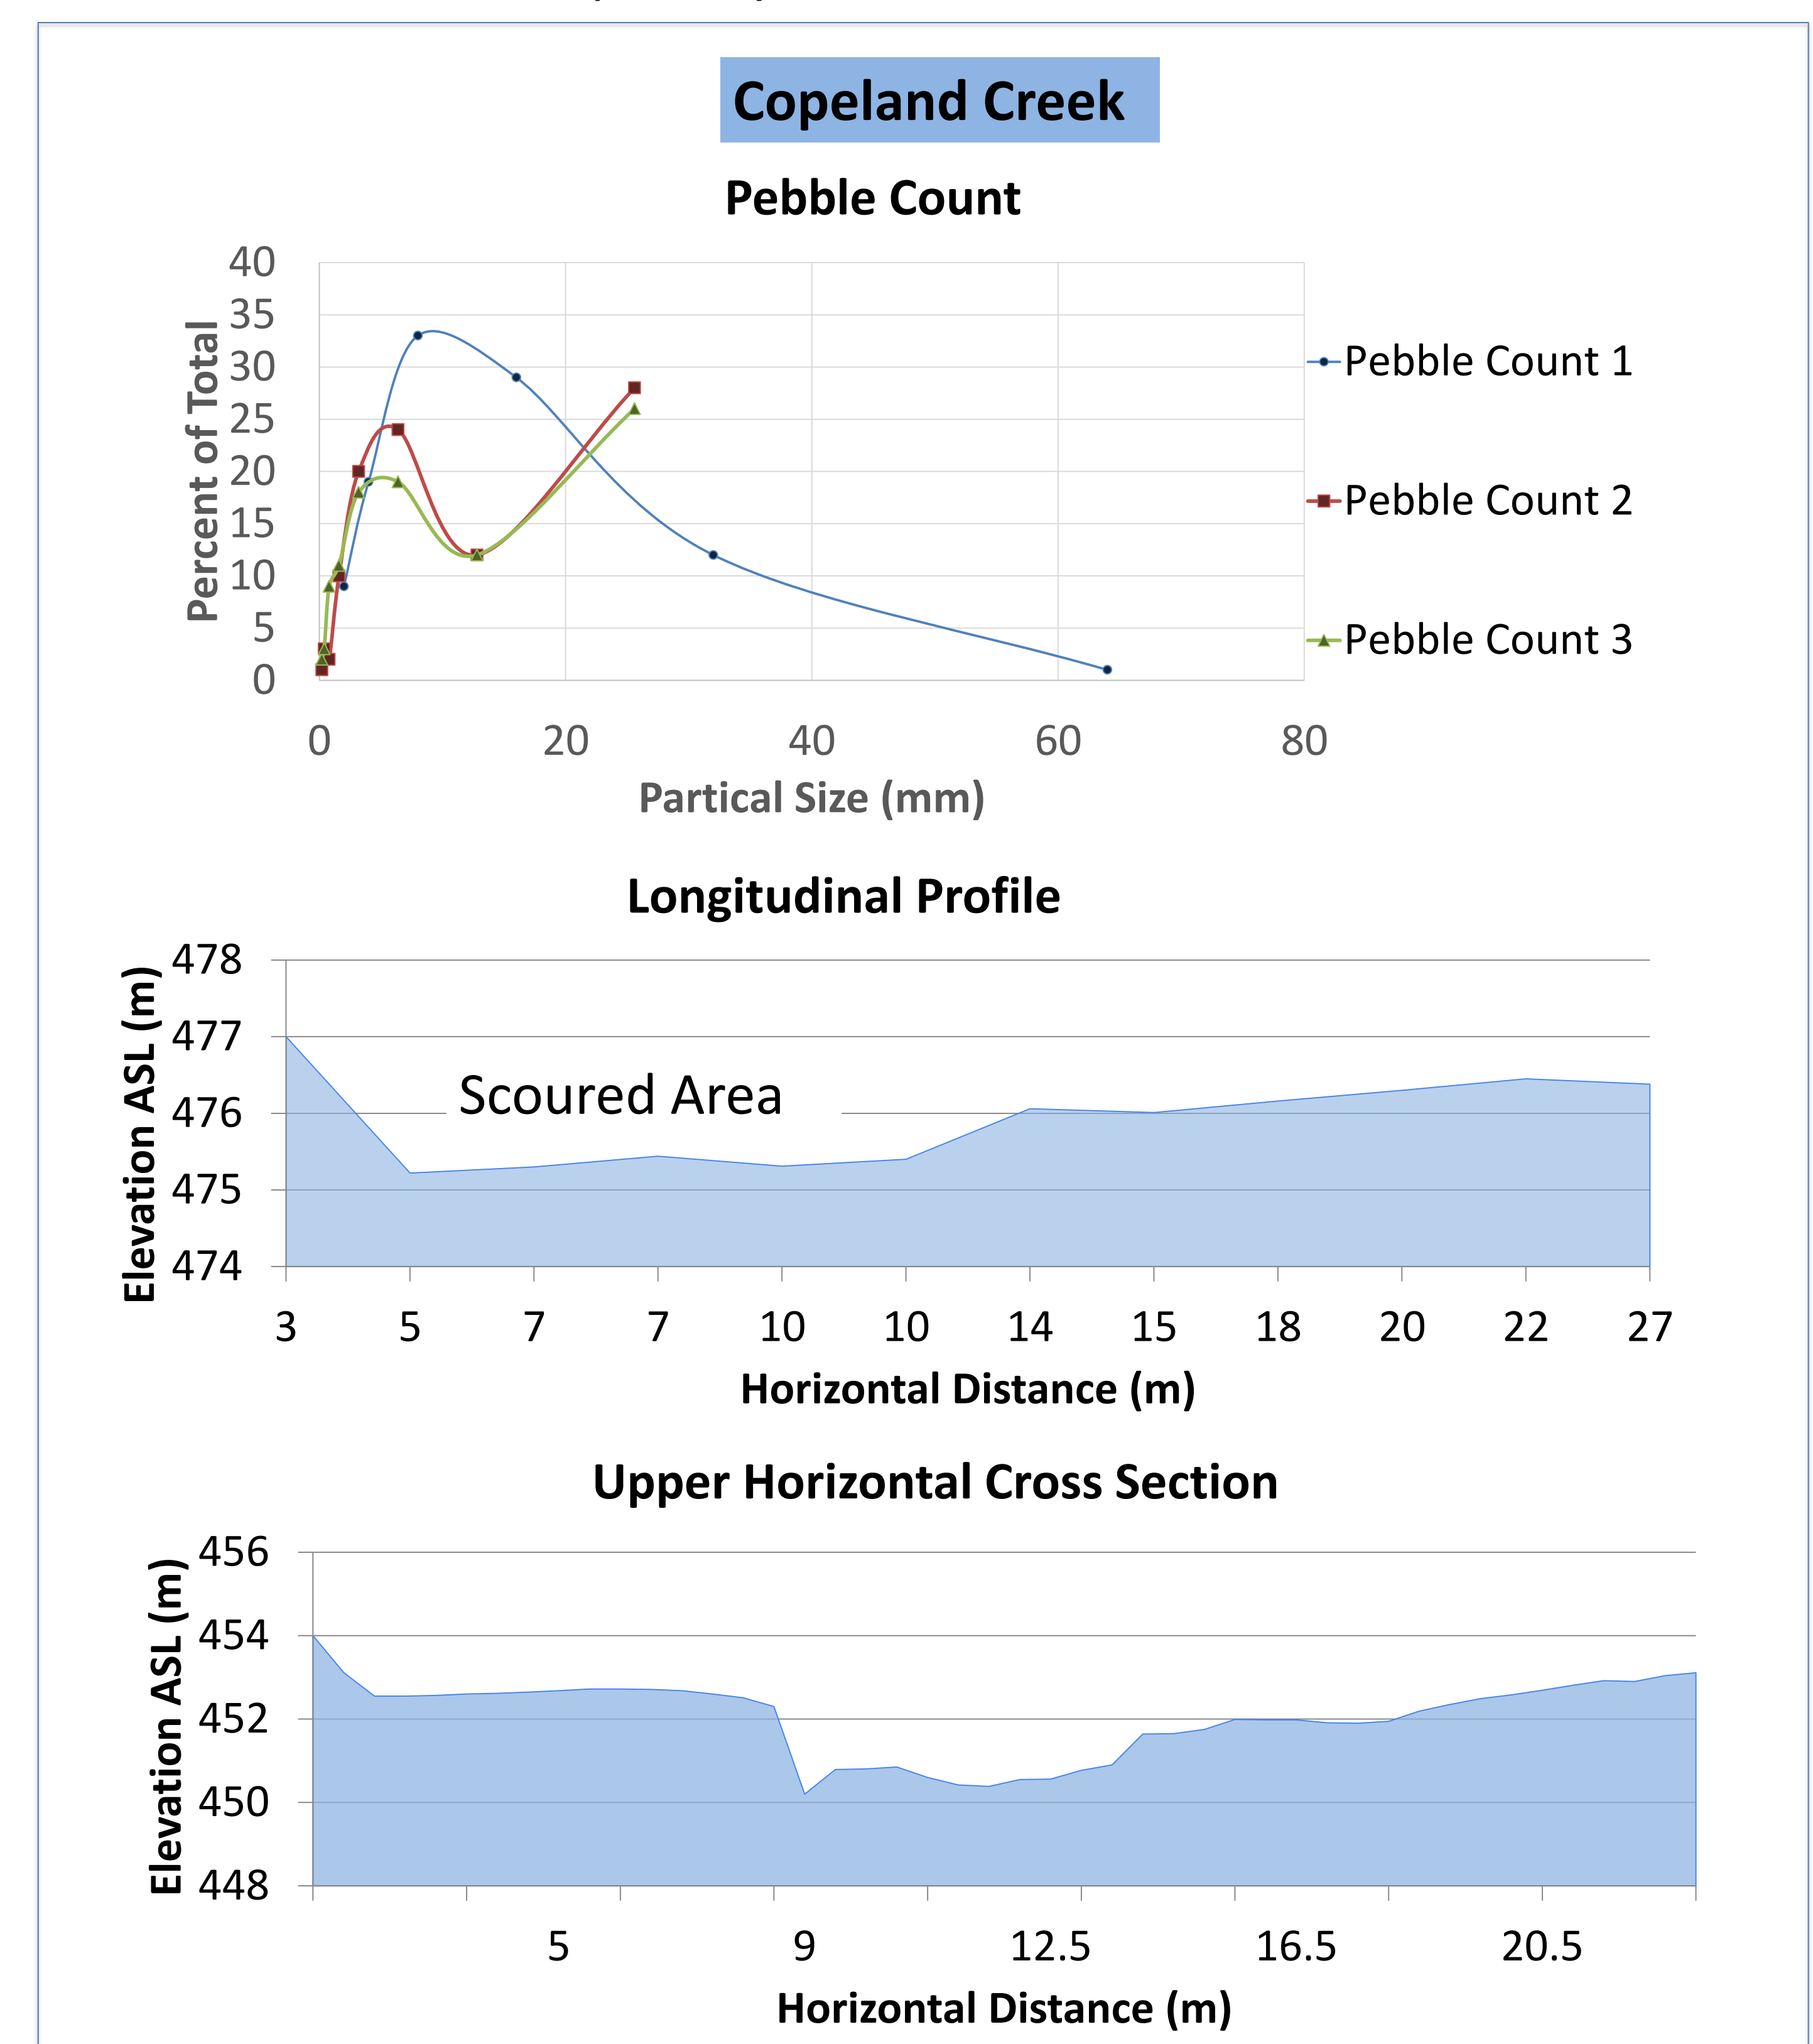 Copeland Creek
Pebble Count
40
35
30
25
20
15
10
5
0
Percent of Total
0 20 40 60 80
Partical Size (mm)
Pebble Count 1
Pebble Count 2
Pebble Count 3
Longitudinal Profile
478
477
476
475
474
Elevation ASL (m)
Scoured Area
3 5 7 7 10 10 14 15 18 20 22 27
Horizontal Distance (m)
Upper Horizontal Cross Section
456
454
452
450
448
Elevation ASL (m)
5 9 12.5 16.5 20.5
Horizontal Distance (m)